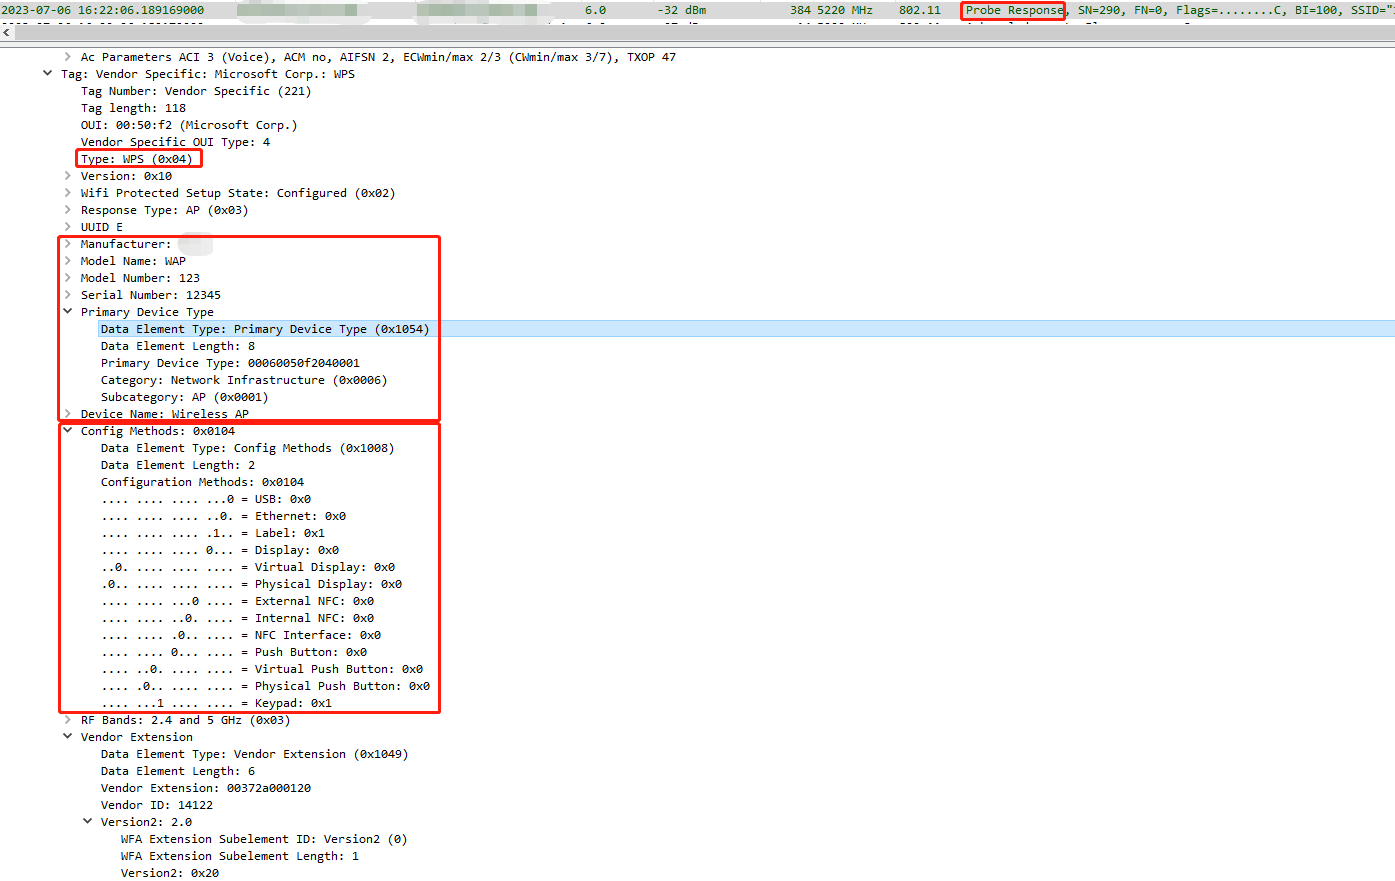 2023-07-06 16:22:06.189169000 6.0 -32 dBm 384 5220 MHz 802.11 Probe Response, SN=290, FN=0, Flags=........C, BI=100, SSID="
Ac Parameters ACI 3 (Voice), ACM no, AIFSN 2, ECWmin/max 2/3 (CWmin/max 3/7), TXOP 47
Tag: Vendor Specific: Microsoft Corp.: WPS
Tag Number: Vendor Specific (221)
Tag length: 118
OUI: 00:50:f2 (Microsoft Corp.)
Vendor Specific OUI Type: 4
Type: WPS (0x04)
Version: 0x10
Wifi Protected Setup State: Configured (0x02)
Response Type: AP (0x03)
UUID E
Manufacturer:
Model Name: WAP
Model Number: 123
Serial Number: 12345
Primary Device Type
Data Element Type: Primary Device Type (0x1054)
Data Element Length: 8
Primary Device Type: 00060050f2040001
Category: Network Infrastructure (0x0006)
Subcategory: AP (0x0001)
Device Name: Wireless AP
Config Methods: 0x0104
Data Element Type: Config Methods (0x1008)
Data Element Length: 2
Configuration Methods: 0x0104
.... .... .... ...0 = USB: 0x0
.... .... .... ..0. = Ethernet: 0x0
.... .... .... .1.. = Label: 0x1
.... .... .... 0... = Display: 0x0
..0. .... .... .... = Virtual Display: 0x0
.0.. .... .... .... = Physical Display: 0x0
.... .... ...0 .... = External NFC: 0x0
.... .... ..0. .... = Internal NFC: 0x0
.... .... .0.. .... = NFC Interface: 0x0
.... .... 0... .... = Push Button: 0x0
.... ..0. .... .... = Virtual Push Button: 0x0
.... .0.. .... .... = Physical Push Button: 0x0
.... ...1 .... .... = Keypad: 0x1
RF Bands: 2.4 and 5 GHz (0x03)
Vendor Extension
Data Element Type: Vendor Extension (0x1049)
Data Element Length: 6
Vendor Extension: 00372a000120
Vendor ID: 14122
Version2: 2.0
WFA Extension Subelement ID: Version2 (0)
WFA Extension Subelement Length: 1
Version2: 0x20